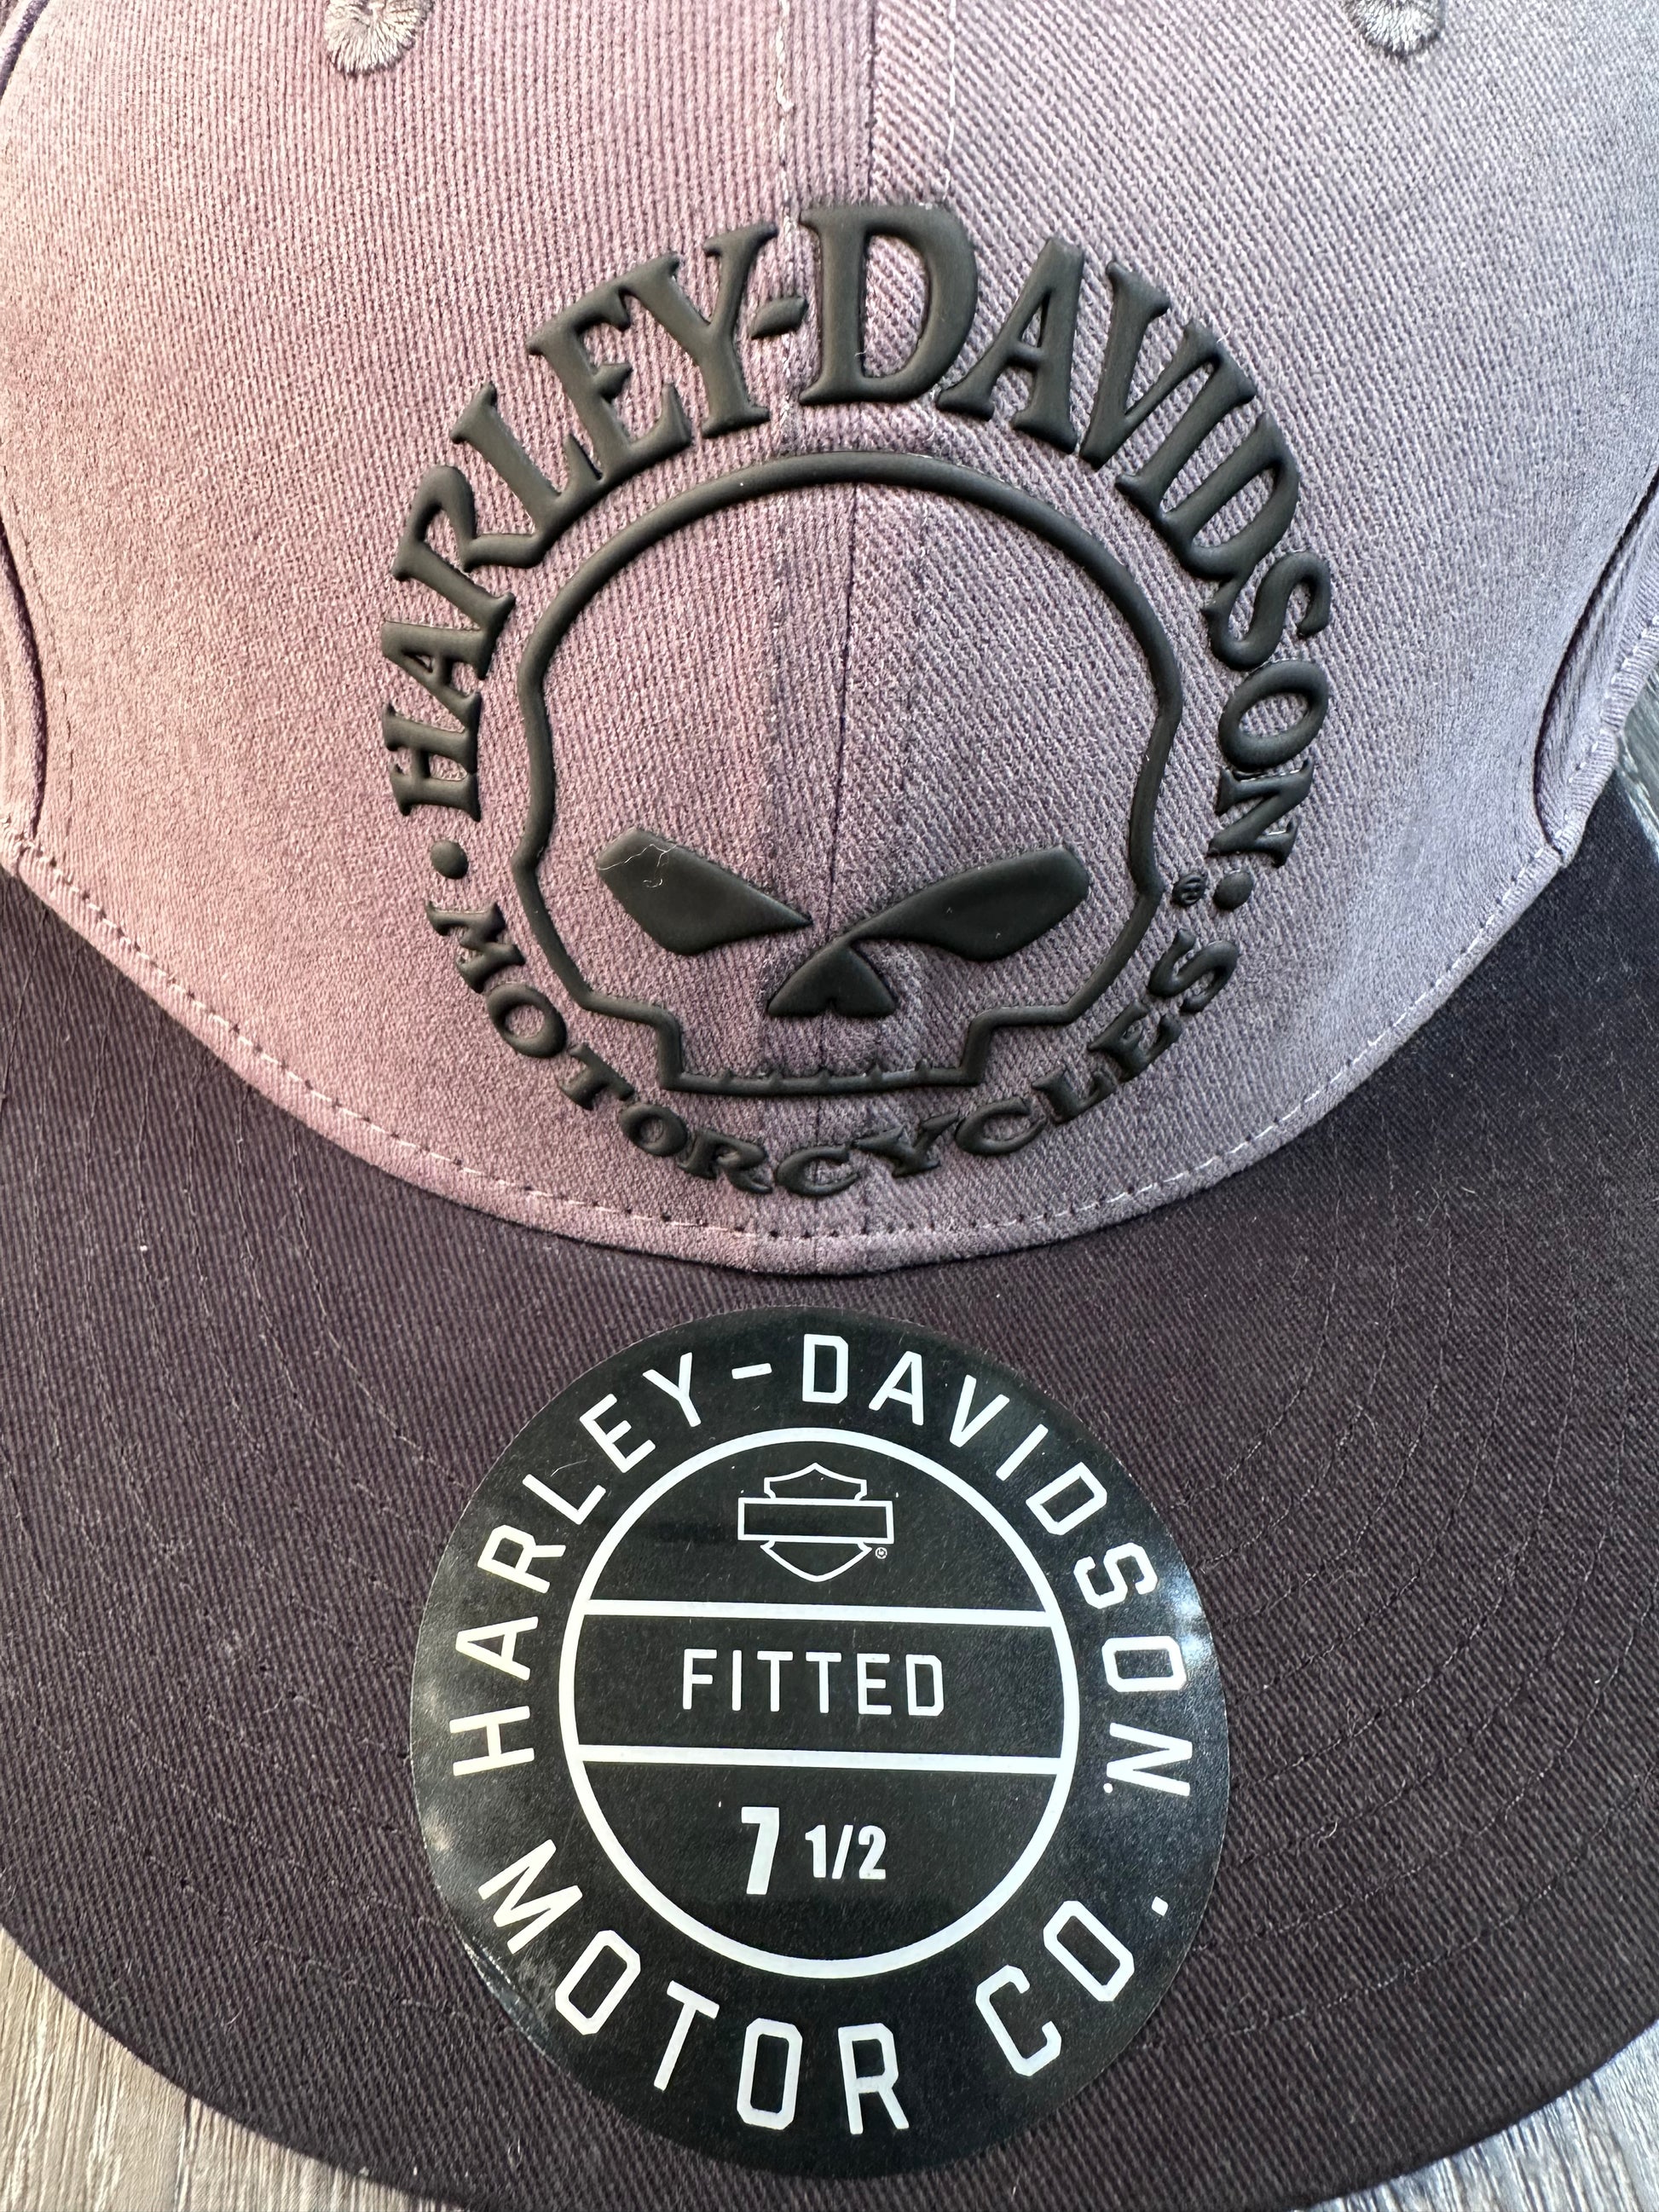 HARLEY-DAVIDSON
• MOTORCYCLES •
®
HARLEY-DAVIDSON
®
FITTED
7 1/2
MOTOR CO.